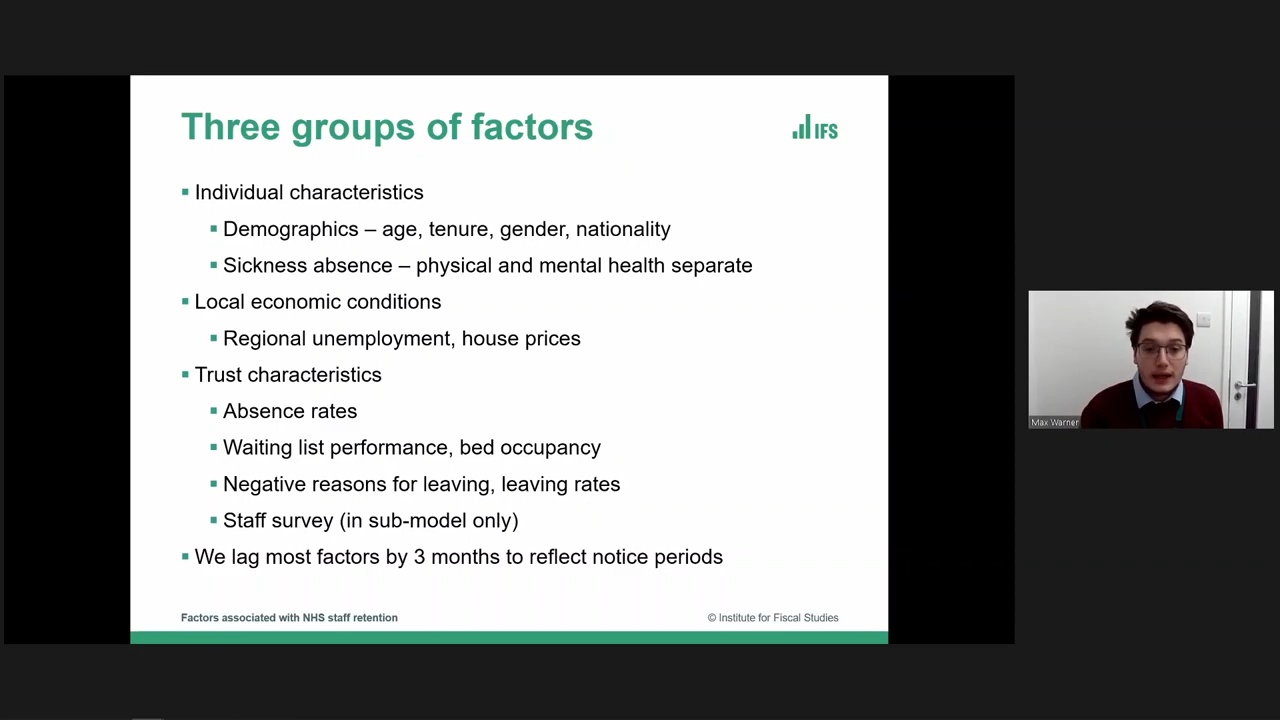 Three groups of factors
IFS
Individual characteristics
Demographics – age, tenure, gender, nationality
Sickness absence – physical and mental health separate
Local economic conditions
Regional unemployment, house prices
Trust characteristics
Absence rates
Waiting list performance, bed occupancy
Negative reasons for leaving, leaving rates
Staff survey (in sub-model only)
We lag most factors by 3 months to reflect notice periods
Factors associated with NHS staff retention
© Institute for Fiscal Studies
Max Warner